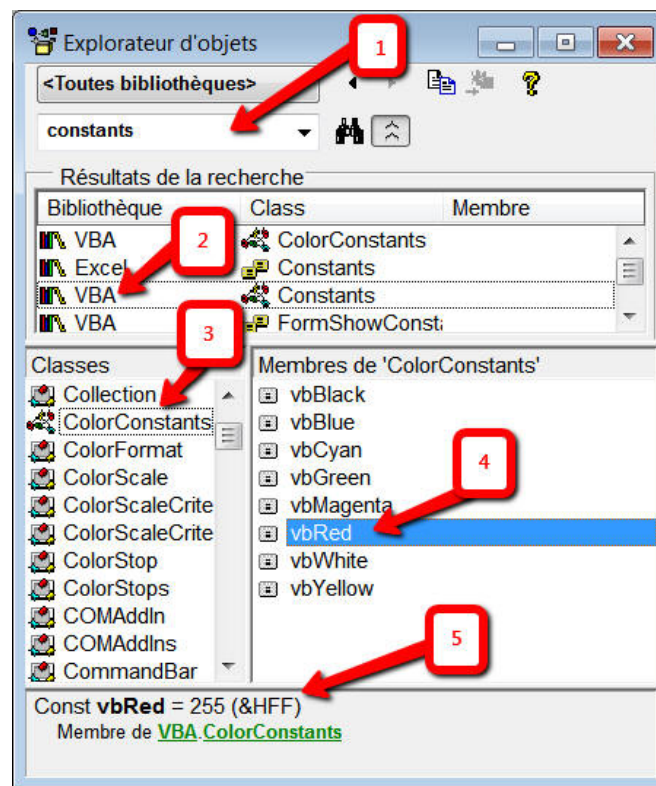 Explorateur d'objets
1
<Toutes bibliothèques>
constants
Résultats de la recherche
Bibliothèque Class Membre
VBA ColorConstants
2
Excel Constants
VBA Constants
VBA FormShowConsta
3
Classes
Membres de 'ColorConstants'
Collection
ColorConstants
ColorFormat
ColorScale
ColorScaleCrite
ColorScaleCrite
ColorStop
ColorStops
COMAddIn
COMAddIns
CommandBar
vbBlack
vbBlue
vbCyan
vbGreen
vbMagenta
vbRed
vbWhite
vbYellow
4
5
Const vbRed = 255 (&HFF)
Membre de VBA.ColorConstants